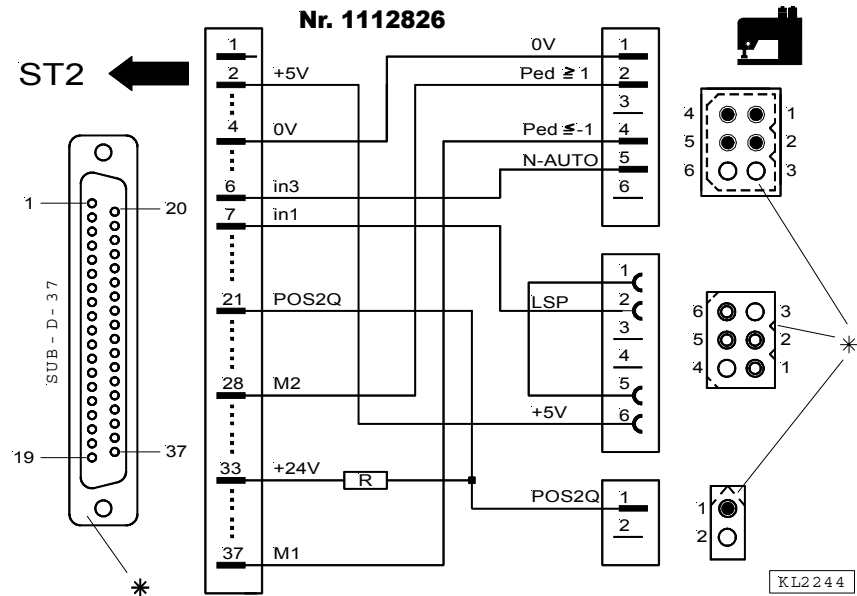 Nr. 1112826
ST2
SUB-D-37
1
20
19
37
1
2 +5V
4 0V
6 in3
7 in1
21 POS2Q
28 M2
33 +24V
R
37 M1
0V 1
Ped ≥ 1 2
3
Ped ≤-1 4
N-AUTO 5
6
1
LSP 2
3
4
5
+5V 6
POS2Q 1
2
4 1
5 2
6 3
6 3
5 2
4 1
1
2
*
*
KL2244